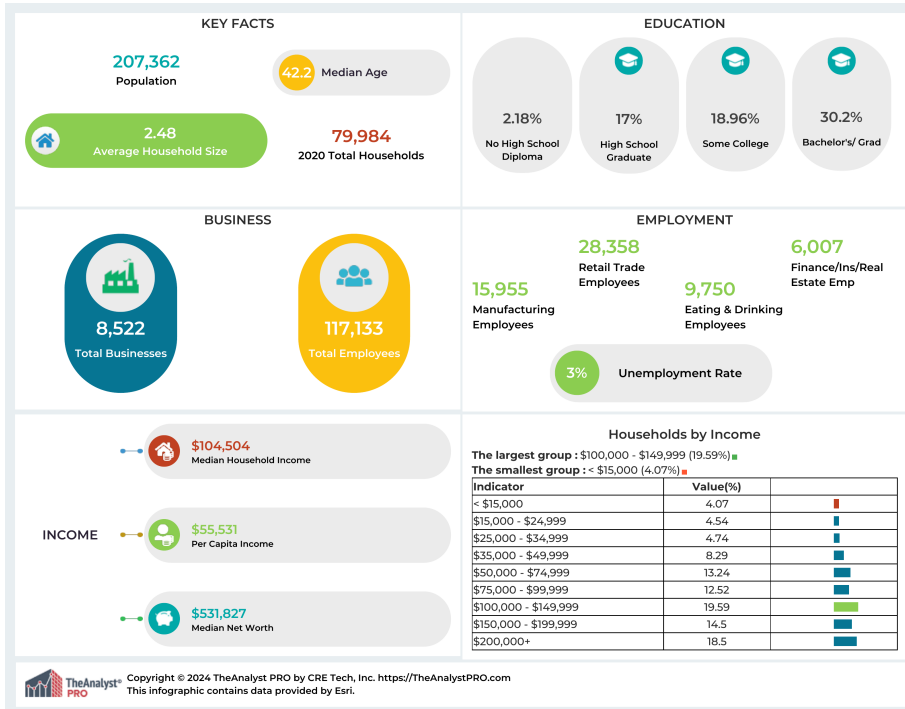 KEY FACTS
207,362
Population
42.2 Median Age
2.48
Average Household Size
79,984
2020 Total Households
EDUCATION
2.18%
No High School
Diploma
17%
High School
Graduate
18.96%
Some College
30.2%
Bachelor's/ Grad
BUSINESS
8,522
Total Businesses
117,133
Total Employees
EMPLOYMENT
15,955
Manufacturing
Employees
28,358
Retail Trade
Employees
9,750
Eating & Drinking
Employees
6,007
Finance/Ins/Real
Estate Emp
3% Unemployment Rate
INCOME
$104,504
Median Household Income
$55,531
Per Capita Income
$531,827
Median Net Worth
Households by Income
The largest group : $100,000 - $149,999 (19.59%)
The smallest group : < $15,000 (4.07%)
Indicator Value(%)
< $15,000 4.07
$15,000 - $24,999 4.54
$25,000 - $34,999 4.74
$35,000 - $49,999 8.29
$50,000 - $74,999 13.24
$75,000 - $99,999 12.52
$100,000 - $149,999 19.59
$150,000 - $199,999 14.5
$200,000+ 18.5
TheAnalyst®
PRO
Copyright © 2024 TheAnalyst PRO by CRE Tech, Inc. https://TheAnalystPRO.com
This infographic contains data provided by Esri.